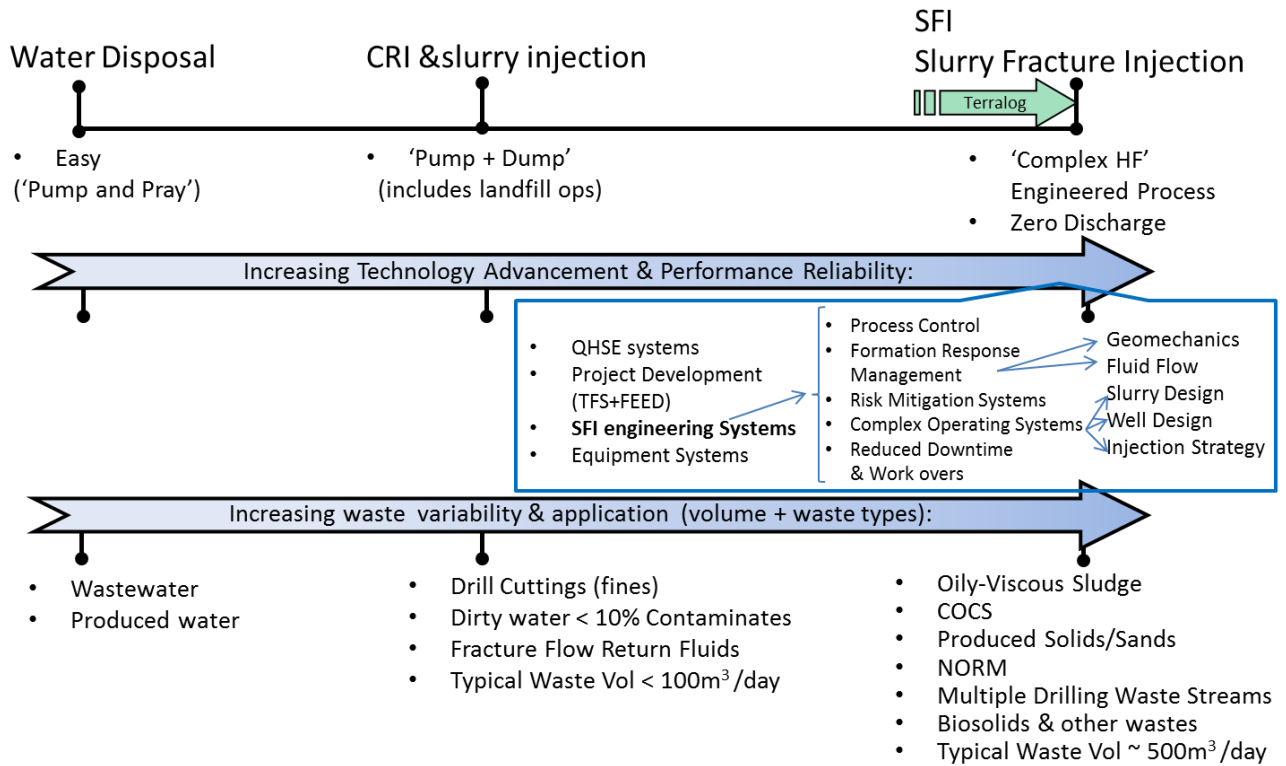 Water Disposal
CRI &slurry injection
SFI
Slurry Fracture Injection
Terralog
• Easy
(‘Pump and Pray’)
• ‘Pump + Dump’
(includes landfill ops)
• ‘Complex HF’
Engineered Process
• Zero Discharge
Increasing Technology Advancement & Performance Reliability:
• QHSE systems
• Project Development
(TFS+FEED)
• SFI engineering Systems
• Equipment Systems
• Process Control
• Formation Response
Management
• Risk Mitigation Systems
• Complex Operating Systems
• Reduced Downtime
& Work overs
Geomechanics
Fluid Flow
Slurry Design
Well Design
Injection Strategy
Increasing waste variability & application (volume + waste types):
• Wastewater
• Produced water
• Drill Cuttings (fines)
• Dirty water < 10% Contaminates
• Fracture Flow Return Fluids
• Typical Waste Vol < 100m³/day
• Oily-Viscous Sludge
• COCS
• Produced Solids/Sands
• NORM
• Multiple Drilling Waste Streams
• Biosolids & other wastes
• Typical Waste Vol ~ 500m³/day